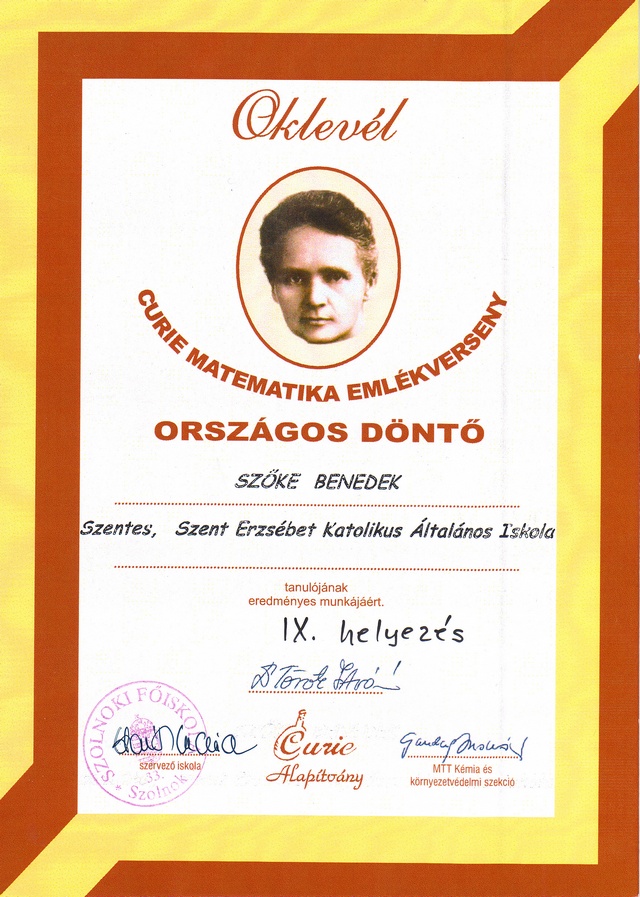 Oklevél
CURIE MATEMATIKA EMLÉKVERSENY
ORSZÁGOS DÖNTŐ
SZŐKE BENEDEK
Szentes, Szent Erzsébet Katolikus Általános Iskola
tanulójának
eredményes munkájáért.
IX. helyezés
SZOLNOKI FŐISKOLA
33.
* Szolnok *
szervező iskola
Curie
Alapítvány
MTT Kémia és
környezetvédelmi szekció